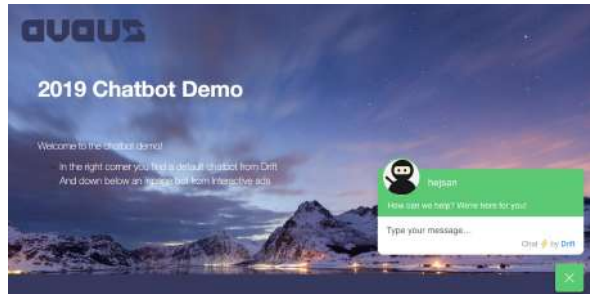 avaus
2019 Chatbot Demo
Welcome to the chatbot demo!
In the right corner you find a default chatbot from Drift
And down below an inpage bot from Interactive ads
hejsan
How can we help? We're here for you!
Type your message...
Chat ⚡ by Drift